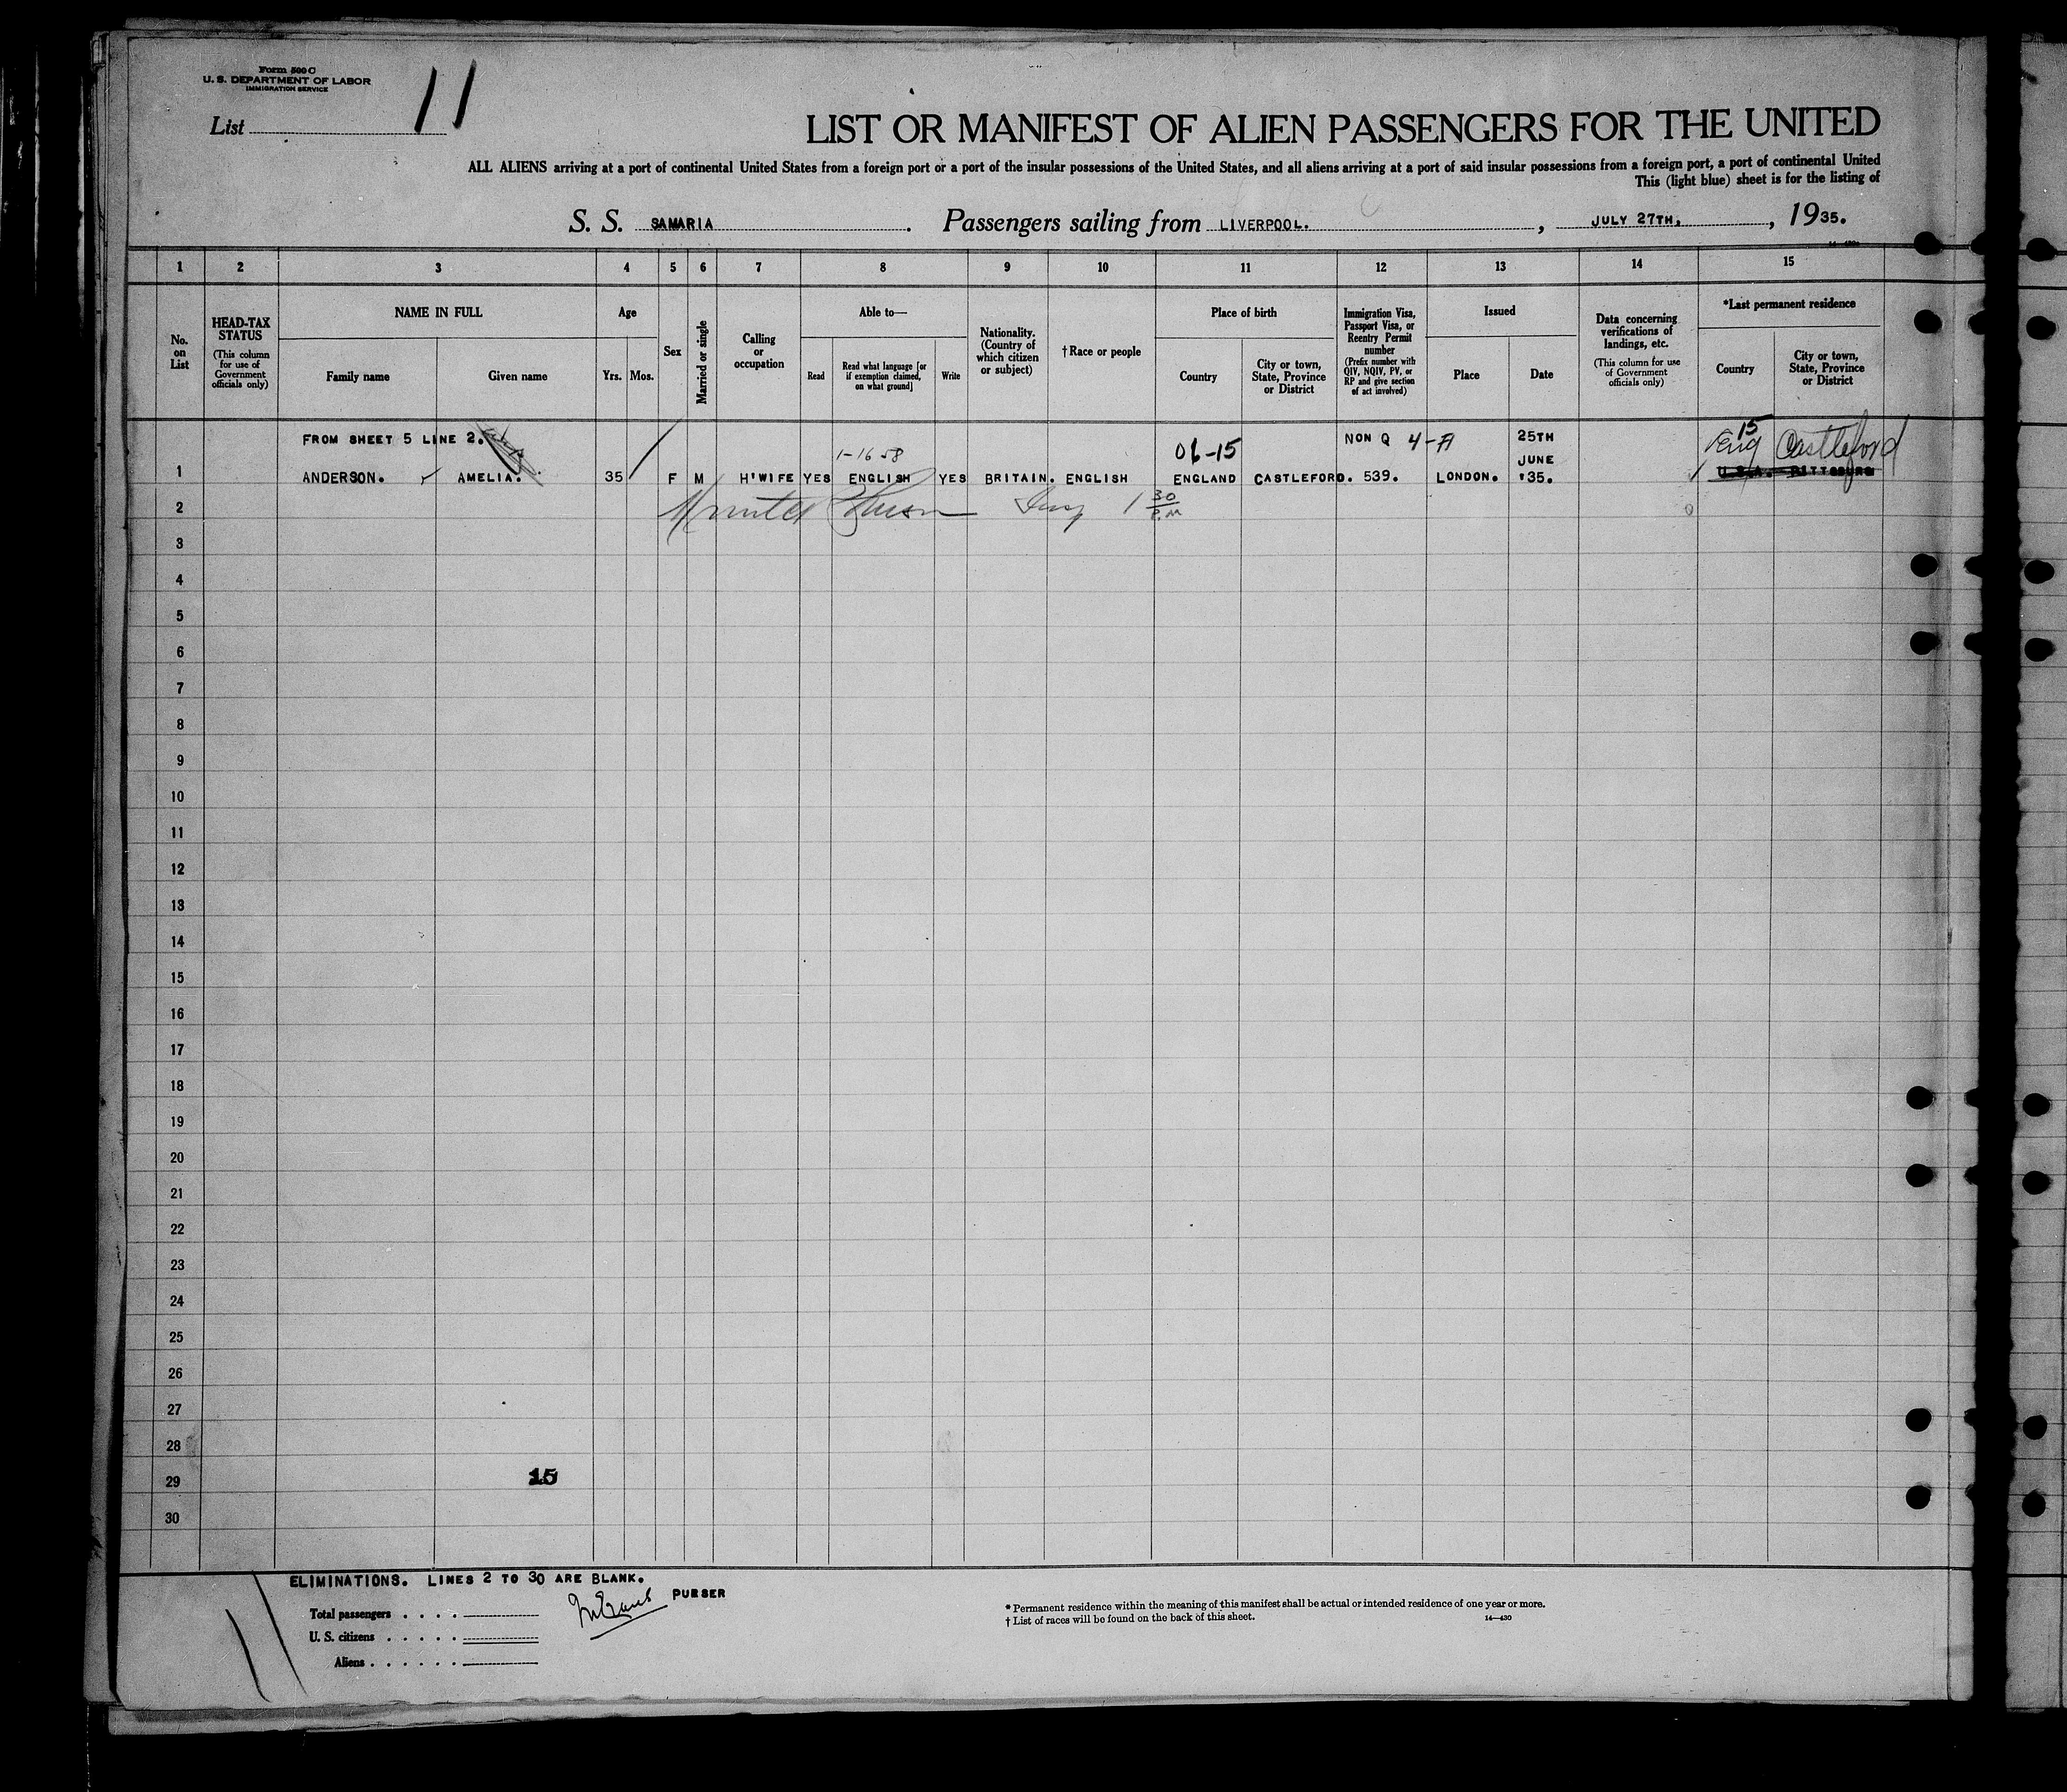 Form 500 C
U. S. DEPARTMENT OF LABOR
IMMIGRATION SERVICE
List 11
LIST OR MANIFEST OF ALIEN PASSENGERS FOR THE UNITED
ALL ALIENS arriving at a port of continental United States from a foreign port or a port of the insular possessions of the United States, and all aliens arriving at a port of said insular possessions from a foreign port, a port of continental United
This (light blue) sheet is for the listing of
S. S. SAMARIA. Passengers sailing from LIVERPOOL. , JULY 27TH, , 1935.
1 2 3 4 5 6 7 8 9 10 11 12 13 14 15
No. on List
HEAD-TAX STATUS
(This column for use of Government officials only)
NAME IN FULL
Family name
Given name
Age
Yrs. Mos.
Sex
Married or single
Calling or occupation
Able to—
Read
Read what language [or if exemption claimed, on what ground]
Write
Nationality. (Country of which citizen or subject)
† Race or people
Place of birth
Country
City or town, State, Province or District
Immigration Visa, Passport Visa, or Reentry Permit number
(Prefix number with QIV, NQIV, PV, or RP and give section of act involved)
Issued
Place
Date
Data concerning verifications of landings, etc.
(This column for use of Government officials only)
*Last permanent residence
Country
City or town, State, Province or District
FROM SHEET 5 LINE 2. 1-16 58 06-15 NON Q 4-A 25TH JUNE 15 Eng Castleford
1 ANDERSON. AMELIA. 35 F M H'WIFE YES ENGLISH YES BRITAIN. ENGLISH ENGLAND CASTLEFORD. 539. LONDON. '35. U.S.A. PITTSBURG
2 1 30 P.M
3
4
5
6
7
8
9
10
11
12
13
14
15
16
17
18
19
20
21
22
23
24
25
26
27
28
29 15
30
ELIMINATIONS. LINES 2 TO 30 ARE BLANK.
PURSER
Total passengers . . . .
U. S. citizens . . . . .
Aliens . . . . . .
* Permanent residence within the meaning of this manifest shall be actual or intended residence of one year or more.
† List of races will be found on the back of this sheet. 14—430